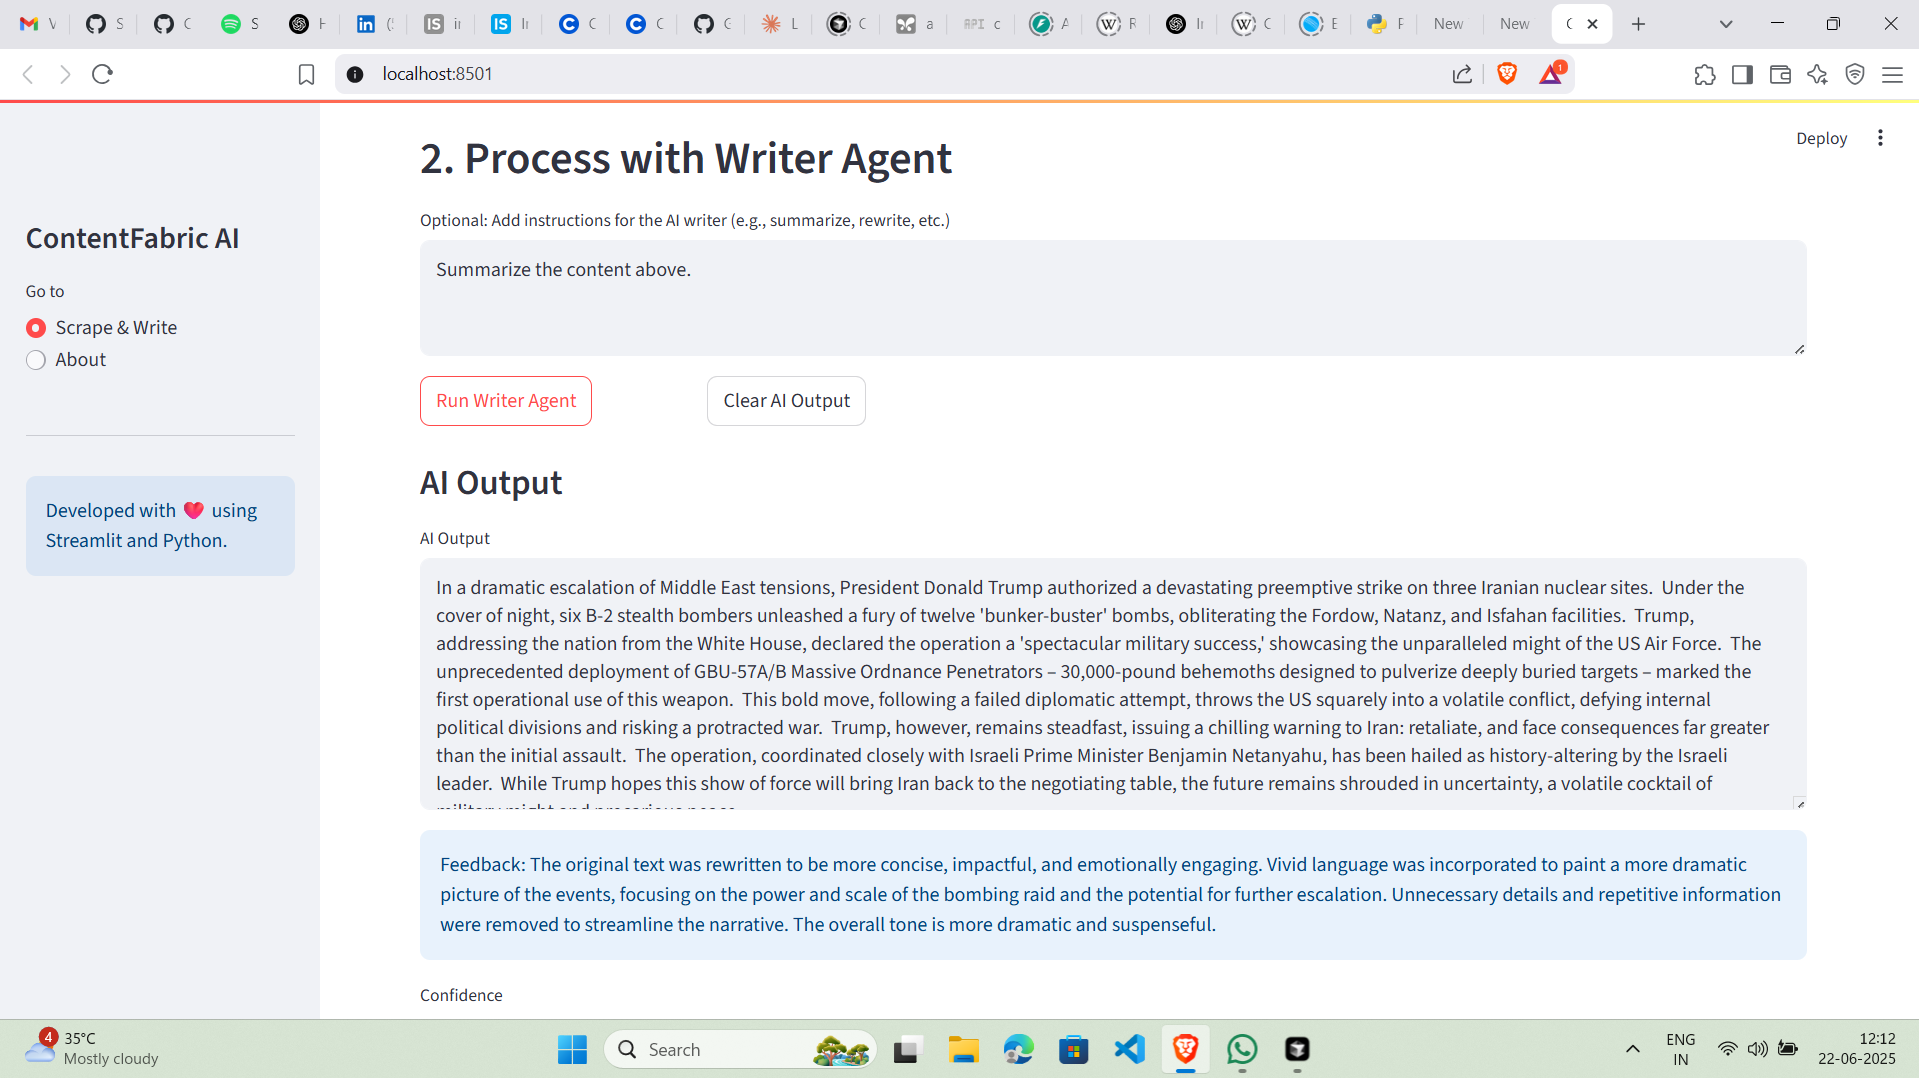 V
S
C
S
H
(5
in
In
C
C
G
L
C
a
API c
A
R
In
C
E
P
New
New
C
localhost:8501
1
Deploy
ContentFabric AI
Go to
Scrape & Write
About
Developed with ❤️ using
Streamlit and Python.
2. Process with Writer Agent
Optional: Add instructions for the AI writer (e.g., summarize, rewrite, etc.)
Summarize the content above.
Run Writer Agent
Clear AI Output
AI Output
AI Output
In a dramatic escalation of Middle East tensions, President Donald Trump authorized a devastating preemptive strike on three Iranian nuclear sites.  Under the
cover of night, six B-2 stealth bombers unleashed a fury of twelve 'bunker-buster' bombs, obliterating the Fordow, Natanz, and Isfahan facilities.  Trump,
addressing the nation from the White House, declared the operation a 'spectacular military success,' showcasing the unparalleled might of the US Air Force.  The
unprecedented deployment of GBU-57A/B Massive Ordnance Penetrators – 30,000-pound behemoths designed to pulverize deeply buried targets – marked the
first operational use of this weapon.  This bold move, following a failed diplomatic attempt, throws the US squarely into a volatile conflict, defying internal
political divisions and risking a protracted war.  Trump, however, remains steadfast, issuing a chilling warning to Iran: retaliate, and face consequences far greater
than the initial assault.  The operation, coordinated closely with Israeli Prime Minister Benjamin Netanyahu, has been hailed as history-altering by the Israeli
leader.  While Trump hopes this show of force will bring Iran back to the negotiating table, the future remains shrouded in uncertainty, a volatile cocktail of
military might and precarious peace.
Feedback: The original text was rewritten to be more concise, impactful, and emotionally engaging. Vivid language was incorporated to paint a more dramatic
picture of the events, focusing on the power and scale of the bombing raid and the potential for further escalation. Unnecessary details and repetitive information
were removed to streamline the narrative. The overall tone is more dramatic and suspenseful.
Confidence
4
35°C
Mostly cloudy
Search
ENG
IN
12:12
22-06-2025